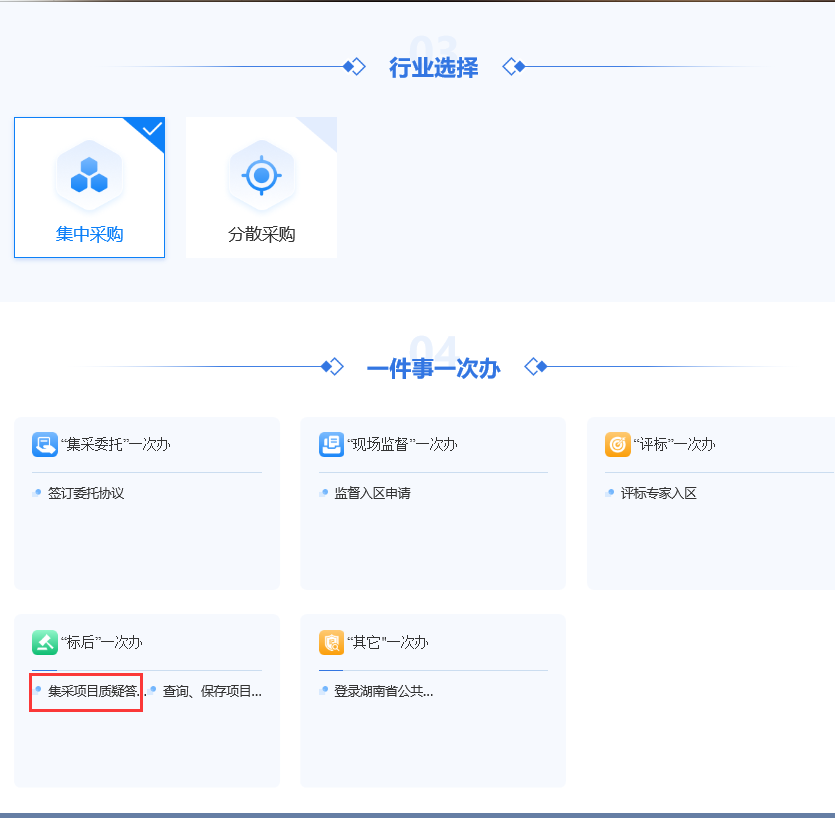 03
行业选择
集中采购
分散采购
04
一件事一次办
“集采委托”一次办
“现场监督”一次办
“评标”一次办
签订委托协议
监督入区申请
评标专家入区
“标后”一次办
“其它"一次办
集采项目质疑答...
查询、保存项目...
登录湖南省公共...